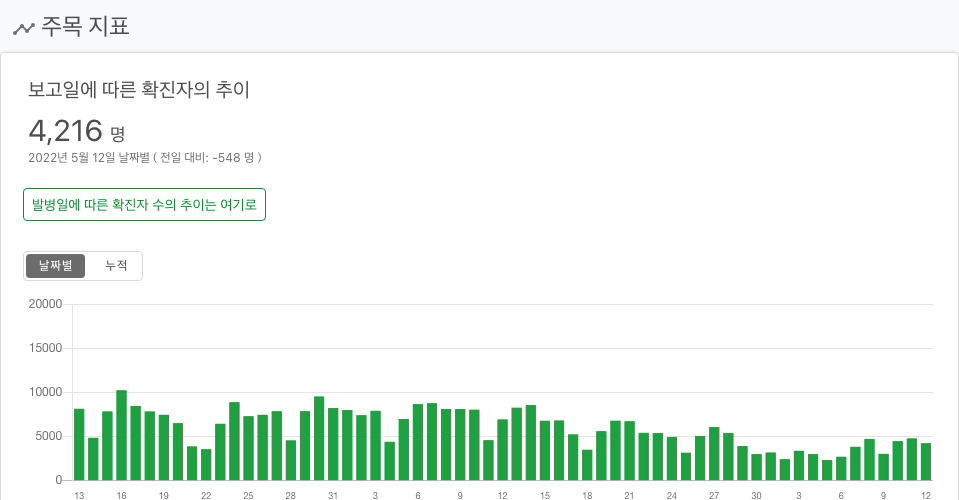 주목 지표
보고일에 따른 확진자의 추이
4,216 명
2022년 5월 12일 날짜별 ( 전일 대비: -548 명 )
발병일에 따른 확진자 수의 추이는 여기로
날짜별 누적
20000
15000
10000
5000
0
13 16 19 22 25 28 31 3 6 9 12 15 18 21 24 27 30 3 6 9 12